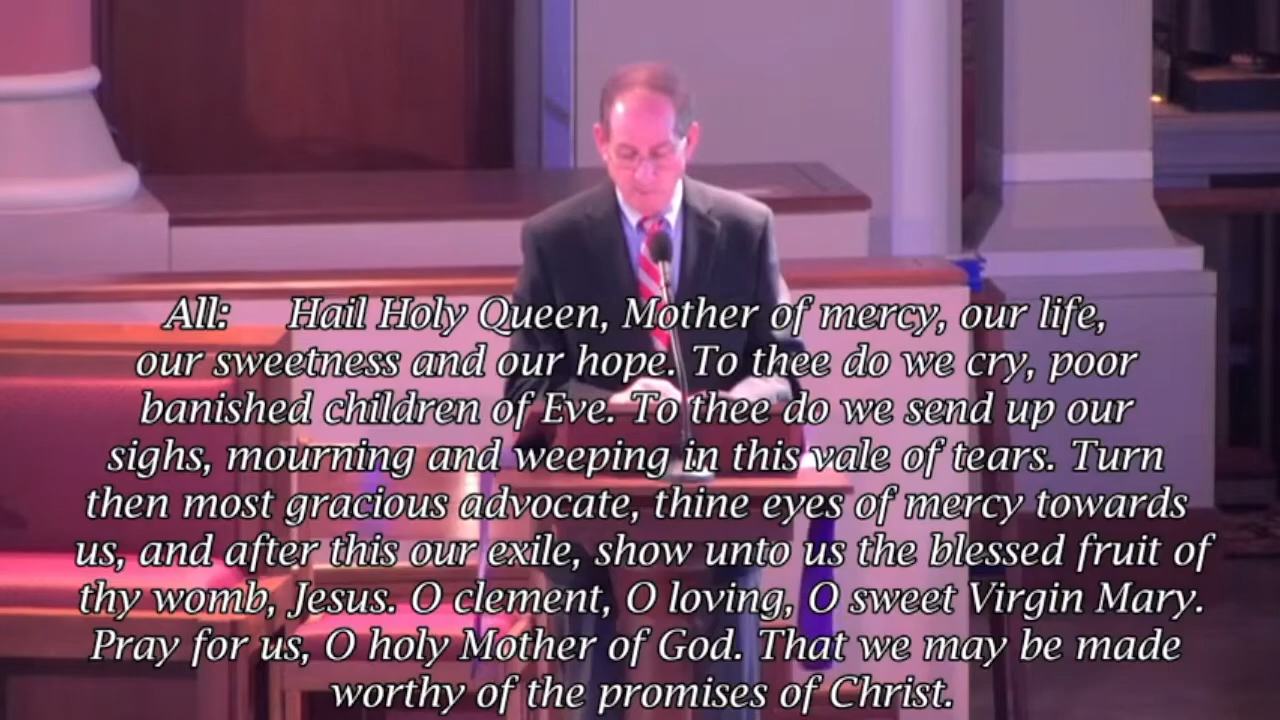 All: Hail Holy Queen, Mother of mercy, our life,
our sweetness and our hope. To thee do we cry, poor
banished children of Eve. To thee do we send up our
sighs, mourning and weeping in this vale of tears. Turn
then most gracious advocate, thine eyes of mercy towards
us, and after this our exile, show unto us the blessed fruit of
thy womb, Jesus. O clement, O loving, O sweet Virgin Mary.
Pray for us, O holy Mother of God. That we may be made
worthy of the promises of Christ.